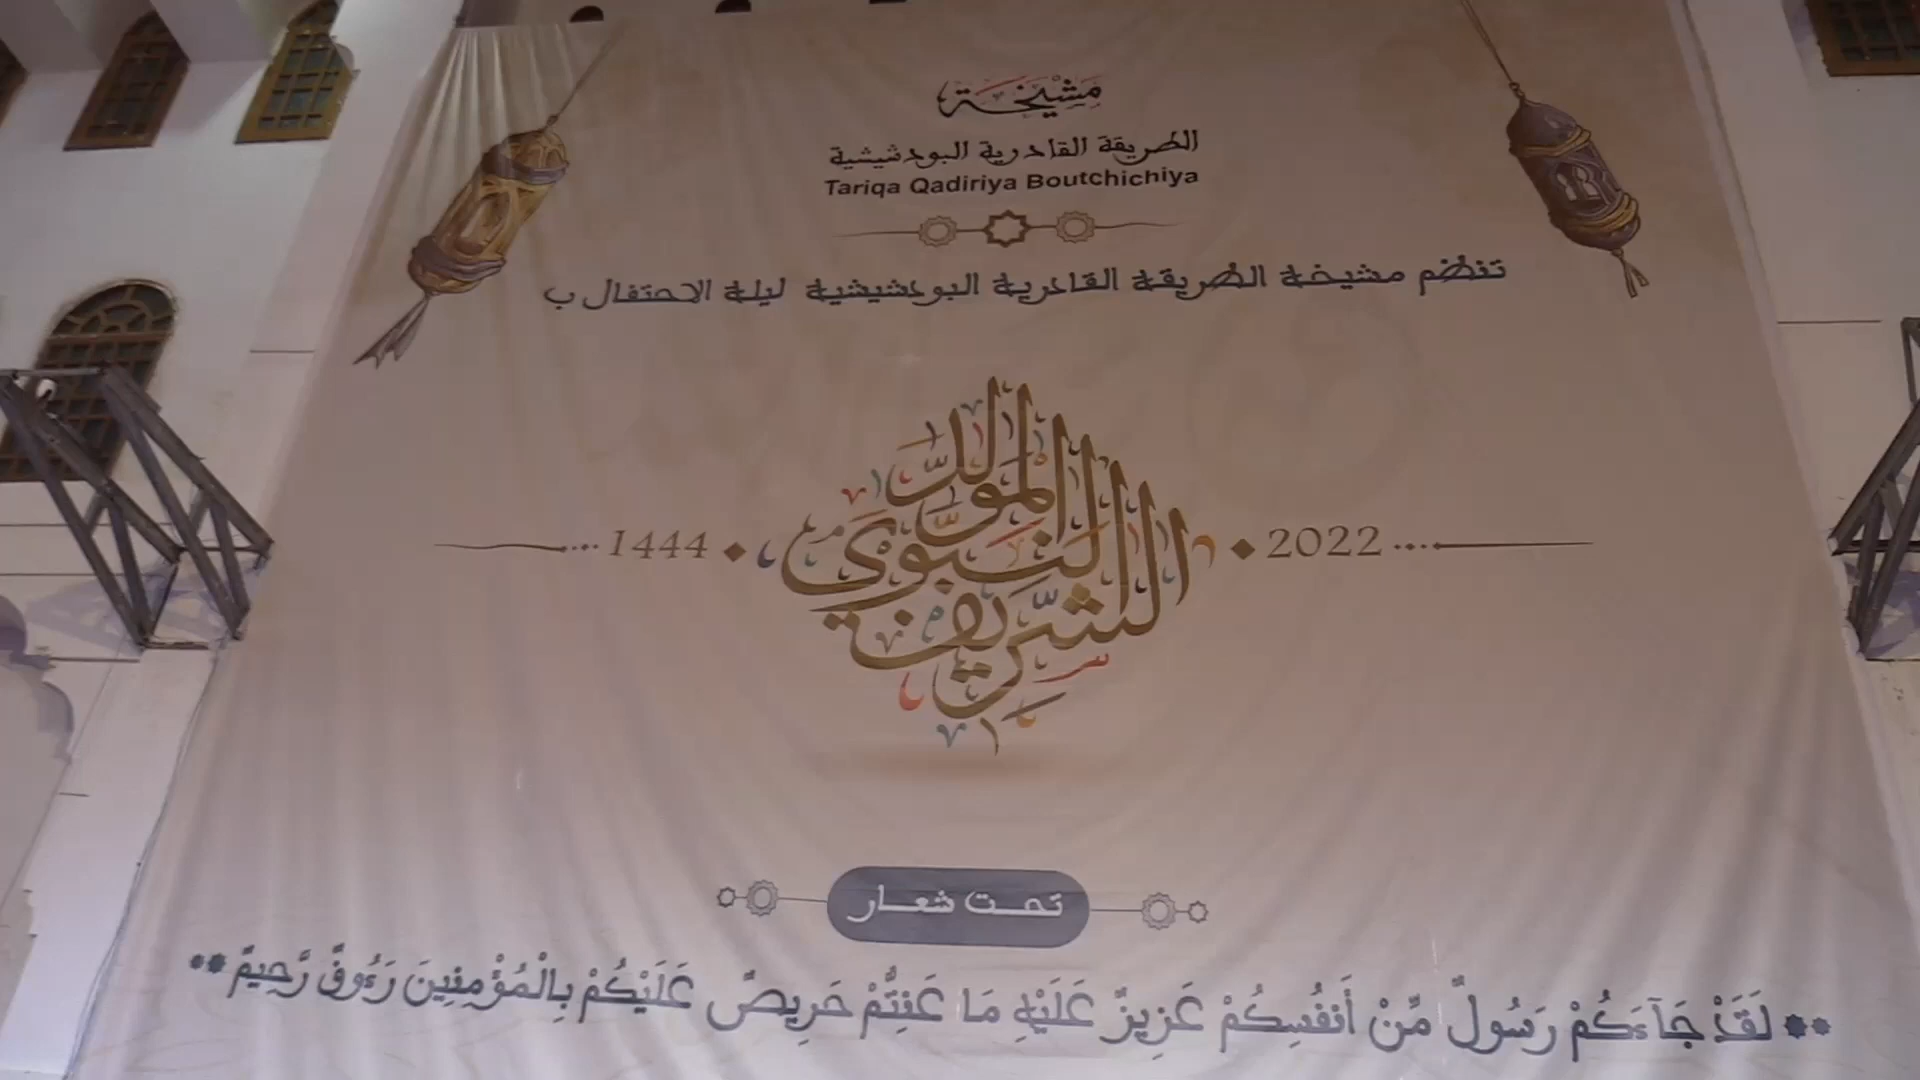 مشيخة
الطريقة القادرية البودشيشية
Tariqa Qadiriya Boutchichiya
تنظم مشيخة الطريقة القادرية البودشيشية ليلة الاحتفال ب
المولد
النبوي
الشريف
1444 2022
تحت شعار
** لَقَدْ جَآءَكُمْ رَسُولٌ مِّنْ أَنفُسِكُمْ عَزِيزٌ عَلَيْهِ مَا عَنِتُّمْ حَرِيصٌ عَلَيْكُمْ بِالْمُؤْمِنِينَ رَءُوفٌ رَّحِيمٌ **